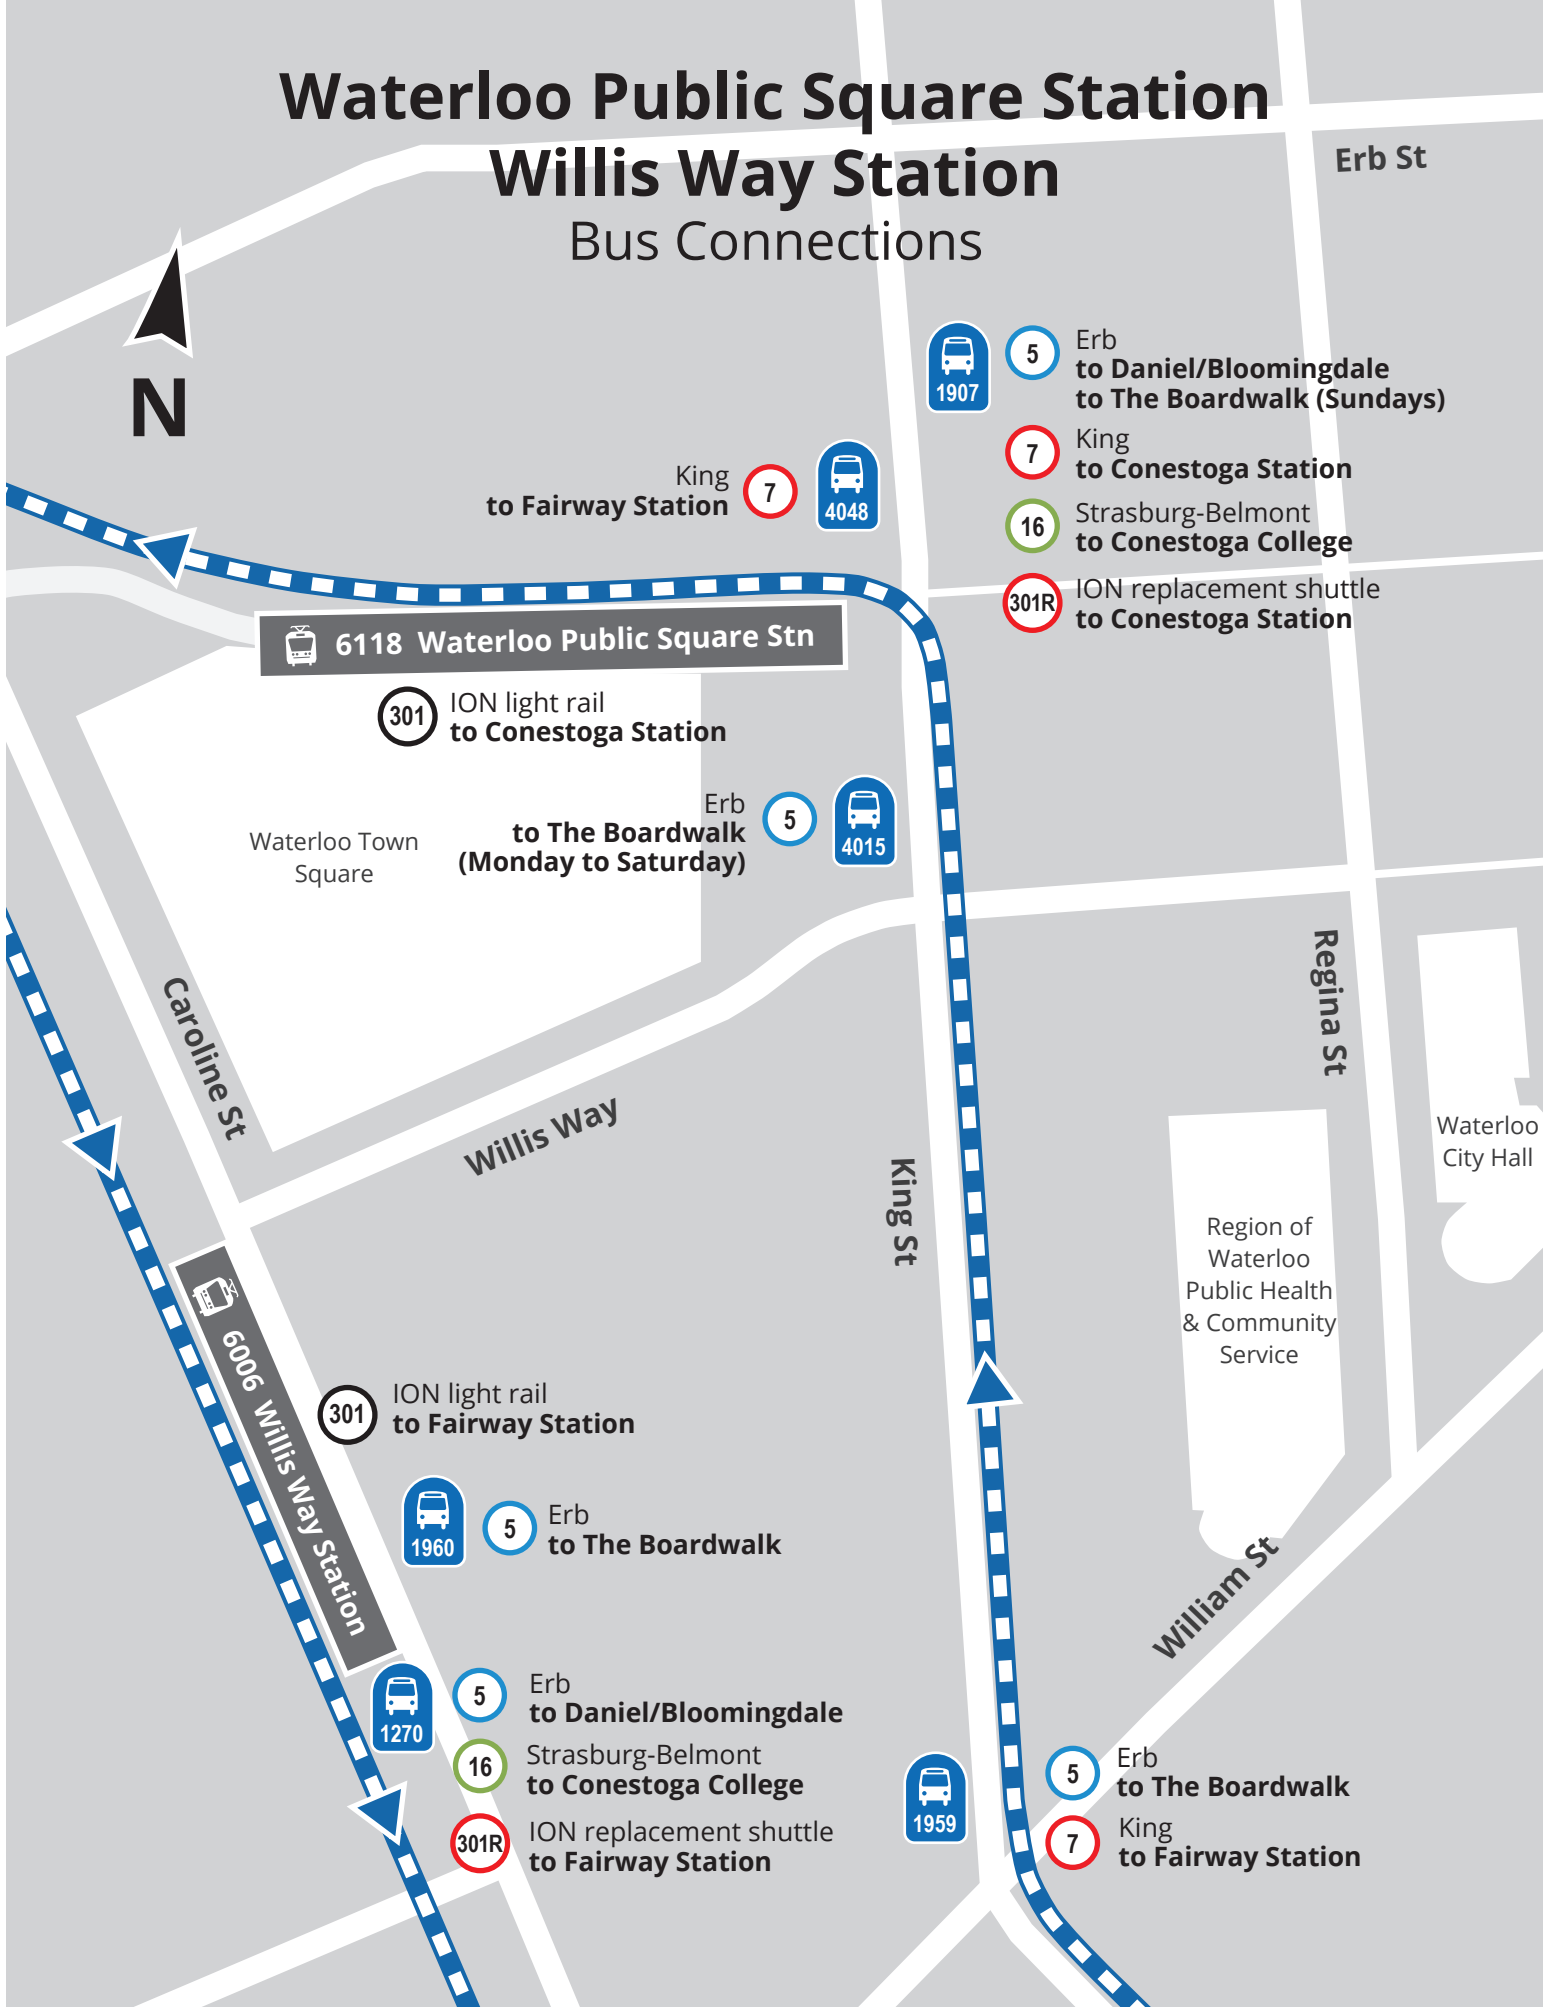 Waterloo Public Square Station
Willis Way Station
Bus Connections
Erb St
N
1907
5
Erb
to Daniel/Bloomingdale
to The Boardwalk (Sundays)
7
King
to Conestoga Station
16
Strasburg-Belmont
to Conestoga College
301R
ION replacement shuttle
to Conestoga Station
King
to Fairway Station
7
4048
6118 Waterloo Public Square Stn
301
ION light rail
to Conestoga Station
Erb
to The Boardwalk
(Monday to Saturday)
5
4015
Waterloo Town
Square
Caroline St
Willis Way
King St
Regina St
Waterloo
City Hall
Region of
Waterloo
Public Health
& Community
Service
6006 Willis Way Station
301
ION light rail
to Fairway Station
1960
5
Erb
to The Boardwalk
William St
1270
5
Erb
to Daniel/Bloomingdale
16
Strasburg-Belmont
to Conestoga College
301R
ION replacement shuttle
to Fairway Station
1959
5
Erb
to The Boardwalk
7
King
to Fairway Station